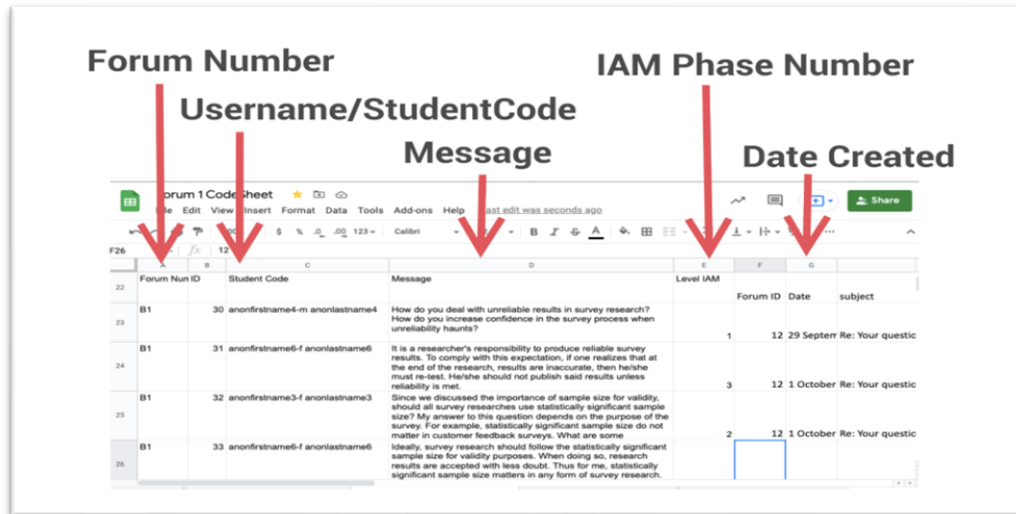 Forum Number
IAM Phase Number
Username/StudentCode
Message
Date Created
orum 1 CodeSheet
File Edit View Insert Format Data Tools Add-ons Help Last edit was seconds ago
Share
$ % .0 .00 123 Calibri B I S A
F26 fx 12
A B C D E F G
22 Forum Nun ID Student Code Message Level IAM Forum ID Date subject
23 B1 30 anonfirstname4-m anonlastname4 How do you deal with unreliable results in survey research?
How do you increase confidence in the survey process when
unreliability haunts?
1 12 29 Septem Re: Your questic
24 B1 31 anonfirstname6-f anonlastname6 It is a researcher's responsibility to produce reliable survey
results. To comply with this expectation, if one realizes that at
the end of the research, results are inaccurate, then he/she
must re-test. He/she should not publish said results unless
reliability is met.
3 12 1 October Re: Your questic
25 B1 32 anonfirstname3-f anonlastname3 Since we discussed the importance of sample size for validity,
should all survey researches use statistically significant sample
size? My answer to this question depends on the purpose of the
survey. For example, statistically significant sample size do not
matter in customer feedback surveys. What are some
2 12 1 October Re: Your questic
26 B1 33 anonfirstname6-f anonlastname6 Ideally, survey research should follow the statistically significant
sample size for validity purposes. When doing so, research
results are accepted with less doubt. Thus for me, statistically
significant sample size matters in any form of survey research.